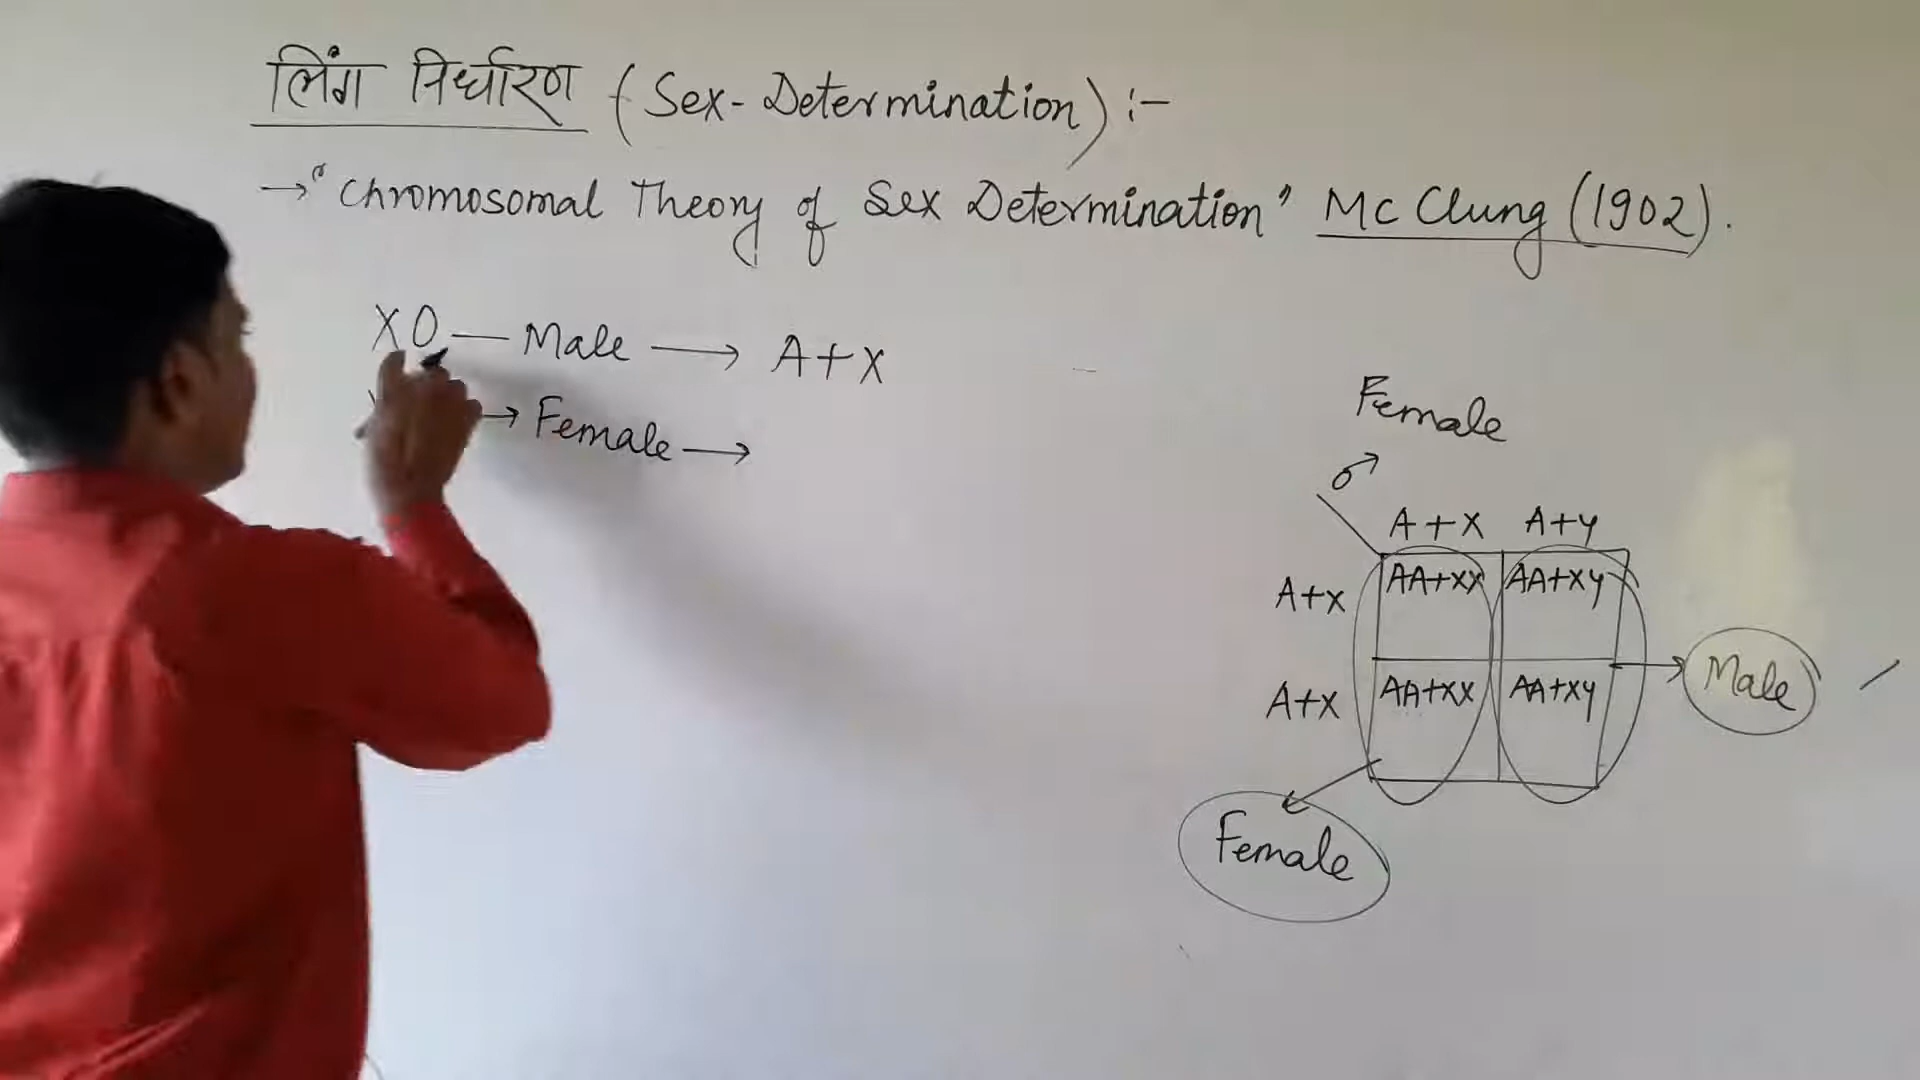 लिंग निर्धारण (Sex-Determination) :-
→ "Chromosomal Theory of Sex Determination" Mc Clung (1902).
XO — Male → A+X
→ Female →
Female
♂
A+X A+y
A+x AA+xx AA+xy
A+x AA+xx AA+xy
Male
Female